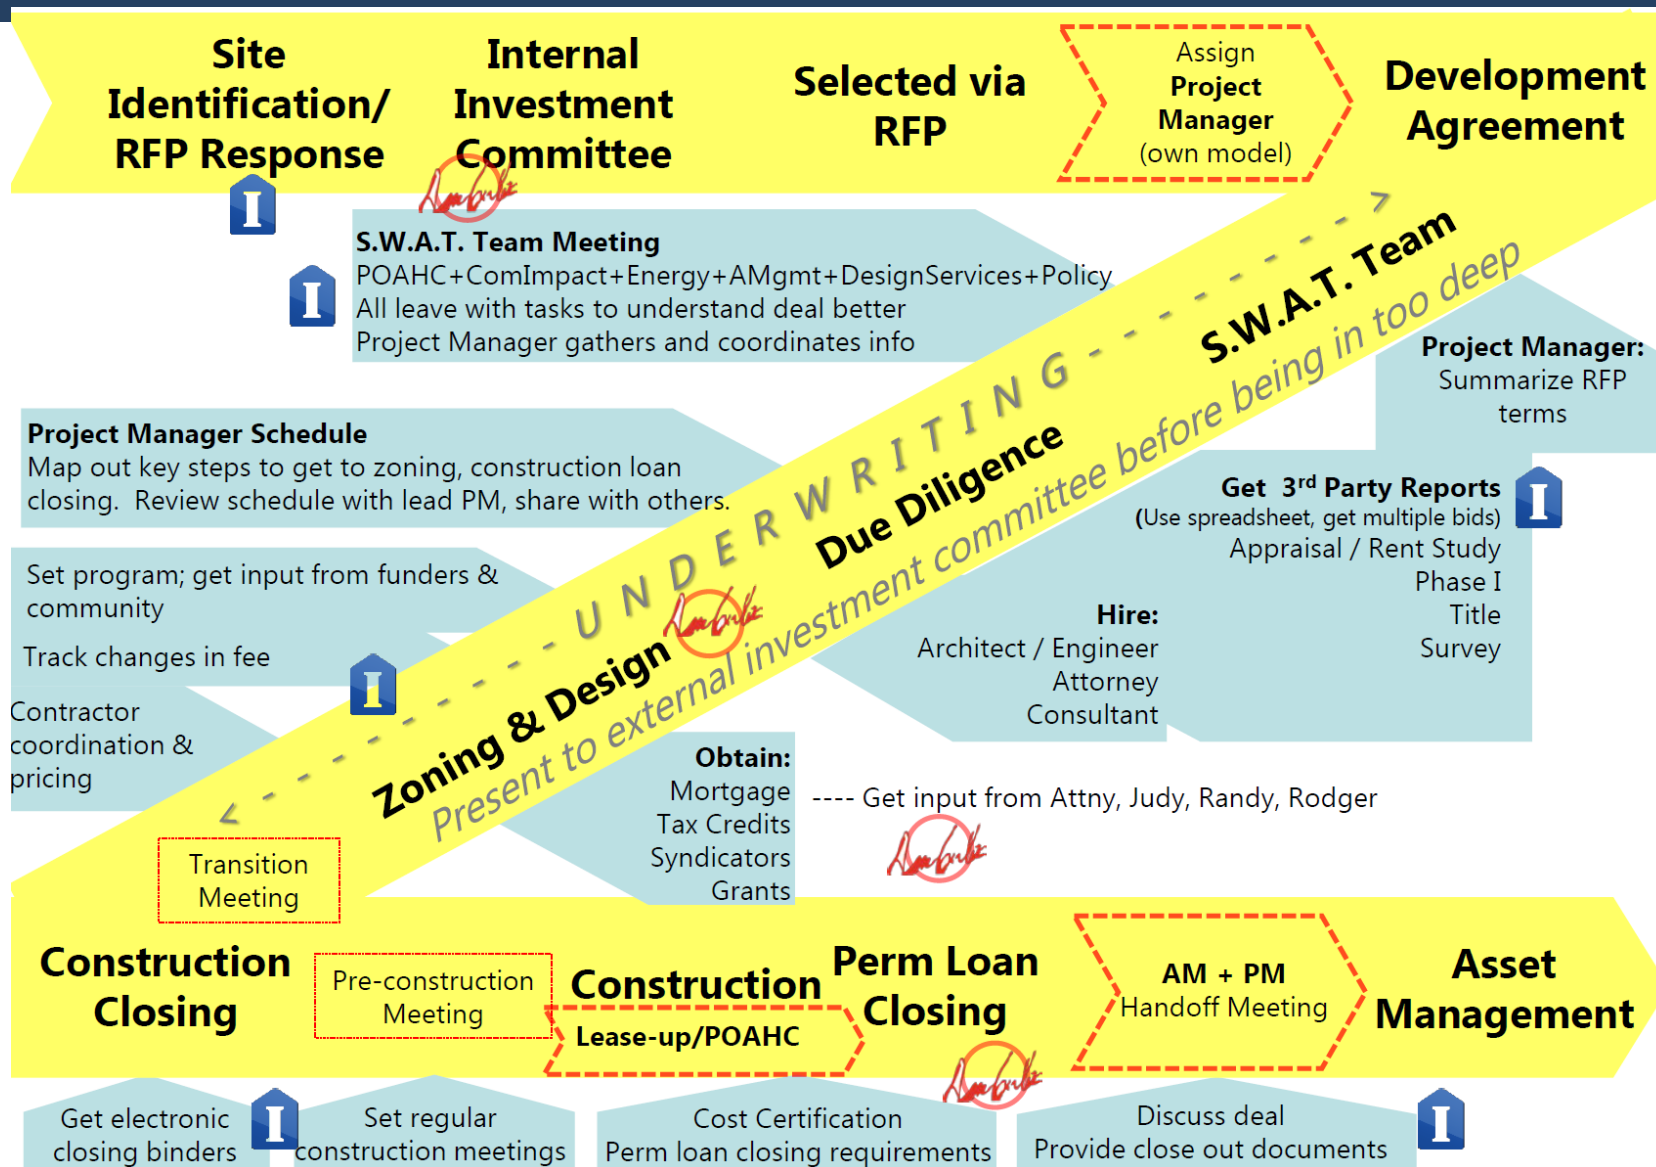 Site
Identification/
RFP Response
Internal
Investment
Committee
Selected via
RFP
Assign
Project
Manager
(own model)
Development
Agreement
I
S.W.A.T. Team Meeting
POAHC+ComImpact+Energy+AMgmt+DesignServices+Policy
All leave with tasks to understand deal better
Project Manager gathers and coordinates info
I
S.W.A.T. Team
Project Manager:
Summarize RFP
terms
Project Manager Schedule
Map out key steps to get to zoning, construction loan
closing.  Review schedule with lead PM, share with others.
<- - - - - - - UNDERWRITING - - - - - - - ->
Due Diligence
Get  3rd Party Reports
(Use spreadsheet, get multiple bids)
Appraisal / Rent Study
Phase I
Title
Survey
I
Set program; get input from funders &
community
Track changes in fee
I
Hire:
Architect / Engineer
Attorney
Consultant
Zoning & Design
Present to external investment committee before being in too deep
Contractor
coordination &
pricing
Obtain:
Mortgage
Tax Credits
Syndicators
Grants
---- Get input from Attny, Judy, Randy, Rodger
Transition
Meeting
Construction
Closing
Pre-construction
Meeting
Construction
Lease-up/POAHC
Perm Loan
Closing
AM + PM
Handoff Meeting
Asset
Management
Get electronic
closing binders
I
Set regular
construction meetings
Cost Certification
Perm loan closing requirements
Discuss deal
Provide close out documents
I